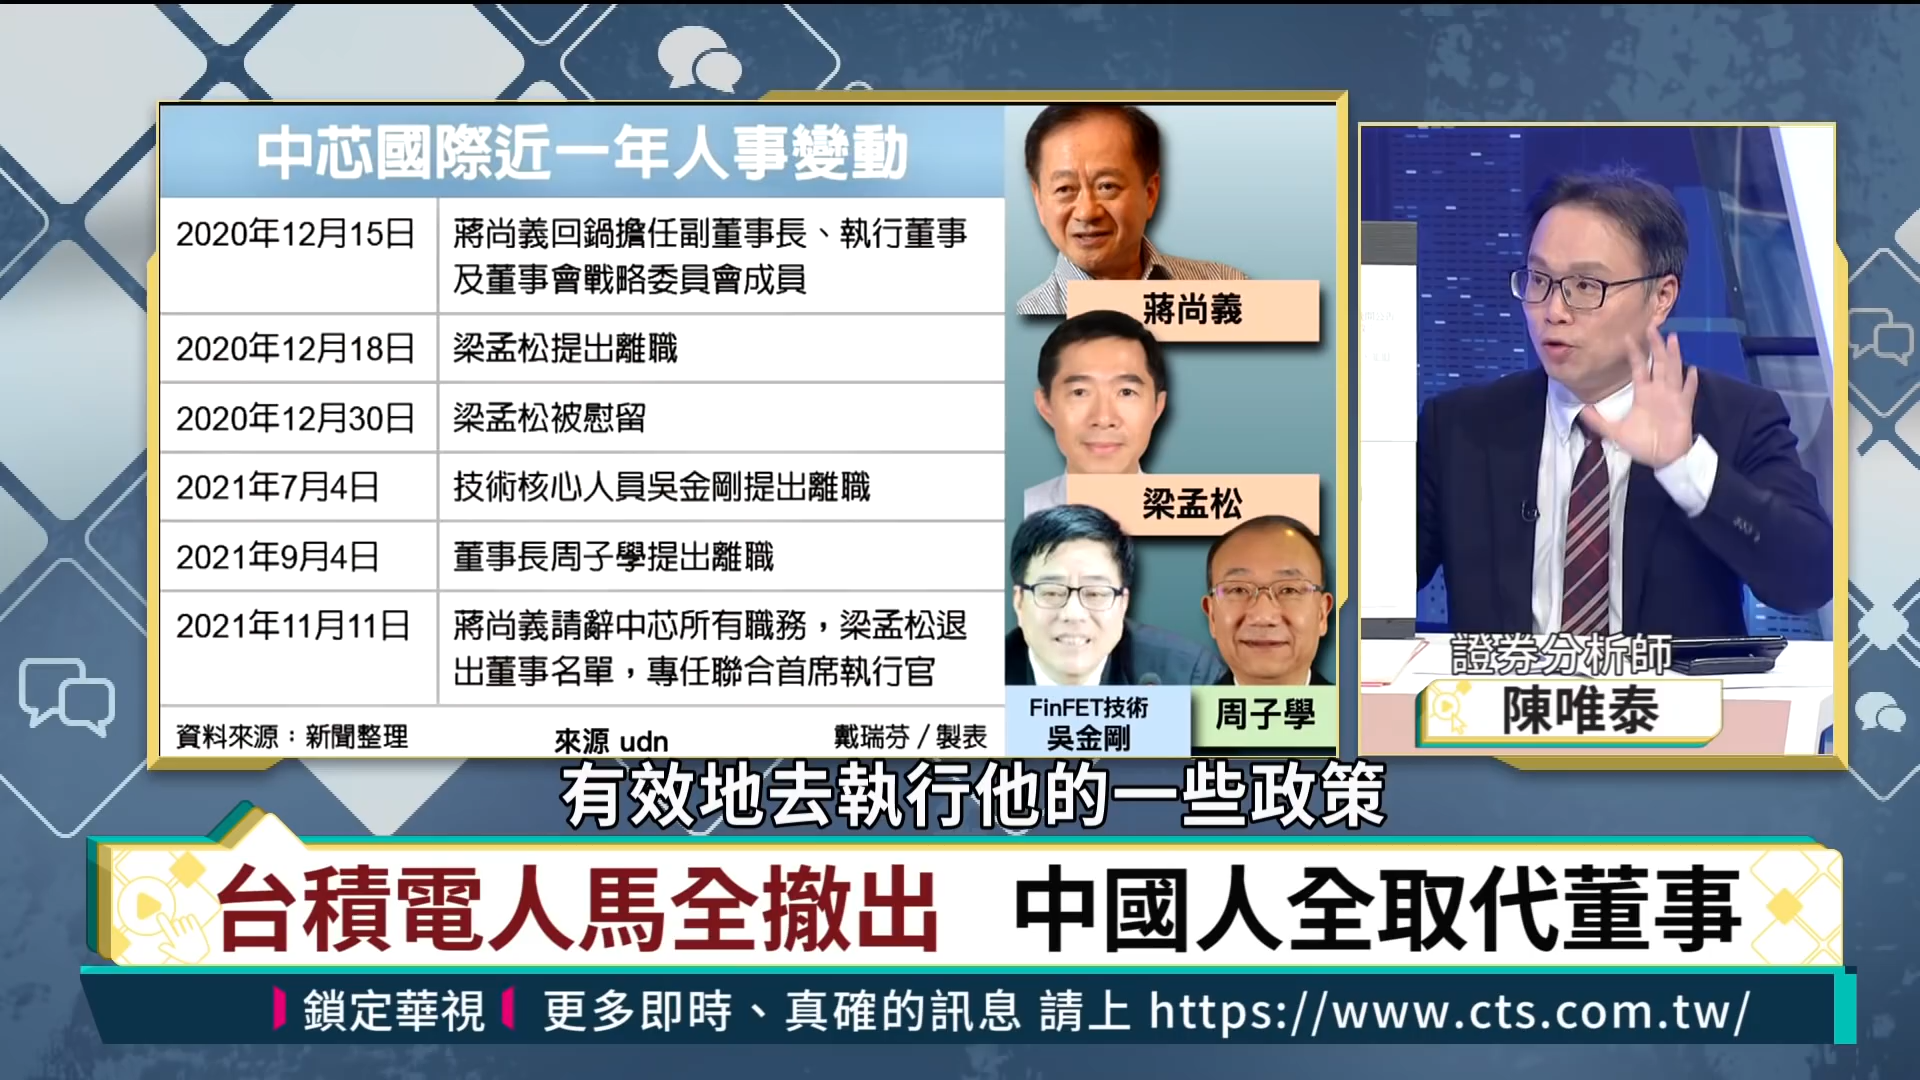 中芯國際近一年人事變動
2020年12月15日
蔣尚義回鍋擔任副董事長、執行董事
及董事會戰略委員會成員
2020年12月18日
梁孟松提出離職
2020年12月30日
梁孟松被慰留
2021年7月4日
技術核心人員吳金剛提出離職
2021年9月4日
董事長周子學提出離職
2021年11月11日
蔣尚義請辭中芯所有職務，梁孟松退
出董事名單，專任聯合首席執行官
資料來源：新聞整理
來源 udn
戴瑞芬／製表
蔣尚義
梁孟松
FinFET技術
吳金剛
周子學
證券分析師
陳唯泰
有效地去執行他的一些政策
台積電人馬全撤出 中國人全取代董事
鎖定華視 更多即時、真確的訊息 請上 https://www.cts.com.tw/